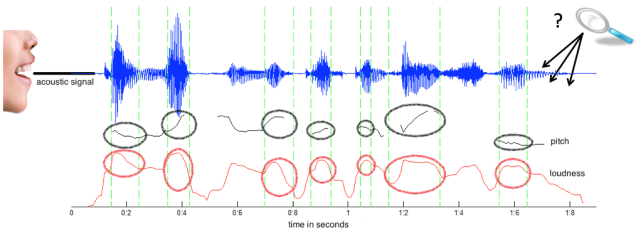 ?
acoustic signal
pitch
loudness
0 0:2 0:4 0:6 0:8 1 1:2 1:4 1:6 1:8
time in seconds